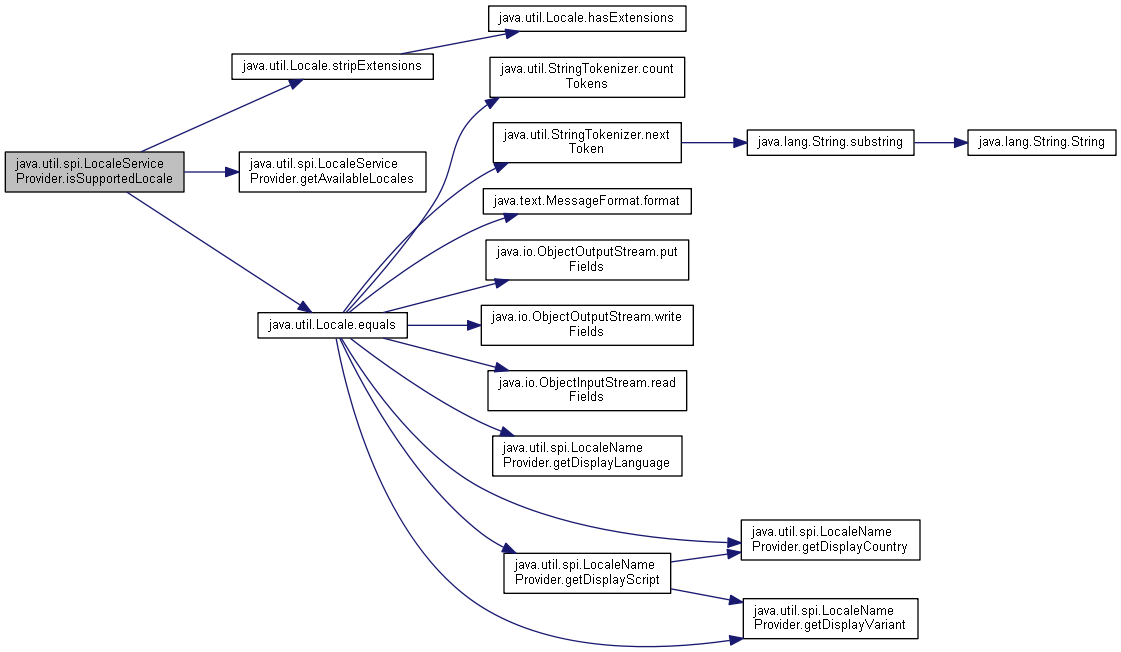 java.util.Locale.hasExtensions
java.util.Locale.stripExtensions
java.util.StringTokenizer.count
Tokens
java.util.StringTokenizer.next
Token
java.lang.String.substring
java.lang.String.String
java.util.spi.LocaleService
Provider.isSupportedLocale
java.util.spi.LocaleService
Provider.getAvailableLocales
java.text.MessageFormat.format
java.io.ObjectOutputStream.put
Fields
java.util.Locale.equals
java.io.ObjectOutputStream.write
Fields
java.io.ObjectInputStream.read
Fields
java.util.spi.LocaleName
Provider.getDisplayLanguage
java.util.spi.LocaleName
Provider.getDisplayCountry
java.util.spi.LocaleName
Provider.getDisplayScript
java.util.spi.LocaleName
Provider.getDisplayVariant